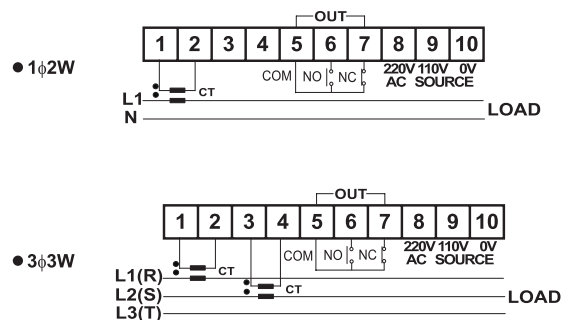 OUT
1 2 3 4 5 6 7 8 9 10
COM NO NC 220V 110V 0V
AC SOURCE
● 1ϕ2W
CT
L1
N
LOAD
OUT
1 2 3 4 5 6 7 8 9 10
COM NO NC 220V 110V 0V
AC SOURCE
● 3ϕ3W
CT
L1(R)
CT
L2(S)
LOAD
L3(T)